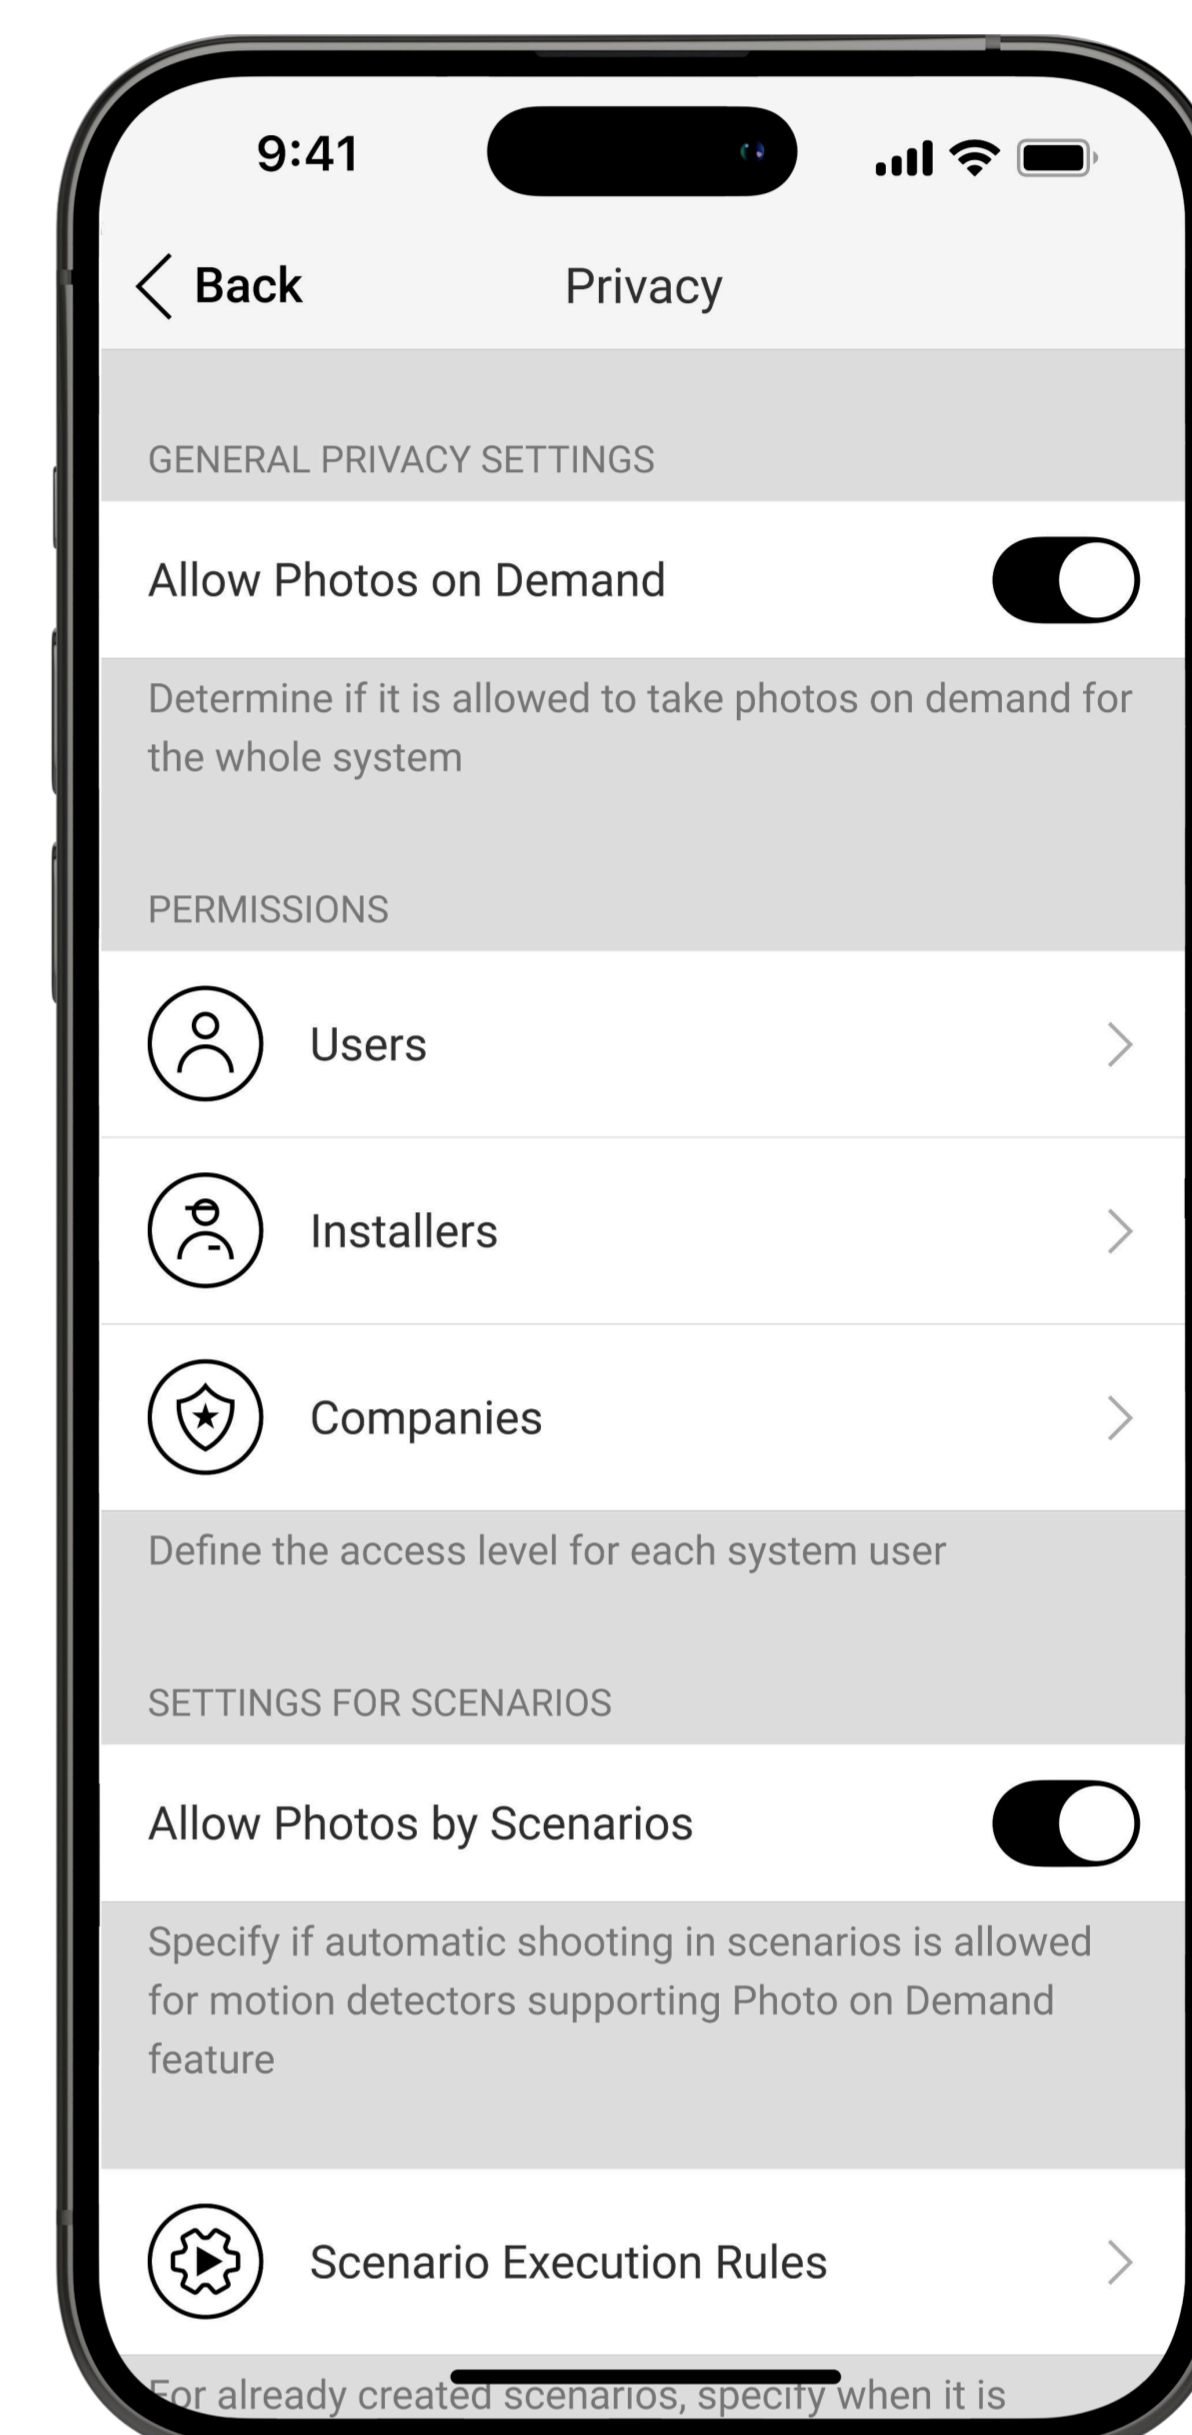 9:41
Back
Privacy
GENERAL PRIVACY SETTINGS
Allow Photos on Demand
Determine if it is allowed to take photos on demand for
the whole system
PERMISSIONS
Users
Installers
Companies
Define the access level for each system user
SETTINGS FOR SCENARIOS
Allow Photos by Scenarios
Specify if automatic shooting in scenarios is allowed
for motion detectors supporting Photo on Demand
feature
Scenario Execution Rules
For already created scenarios, specify when it is